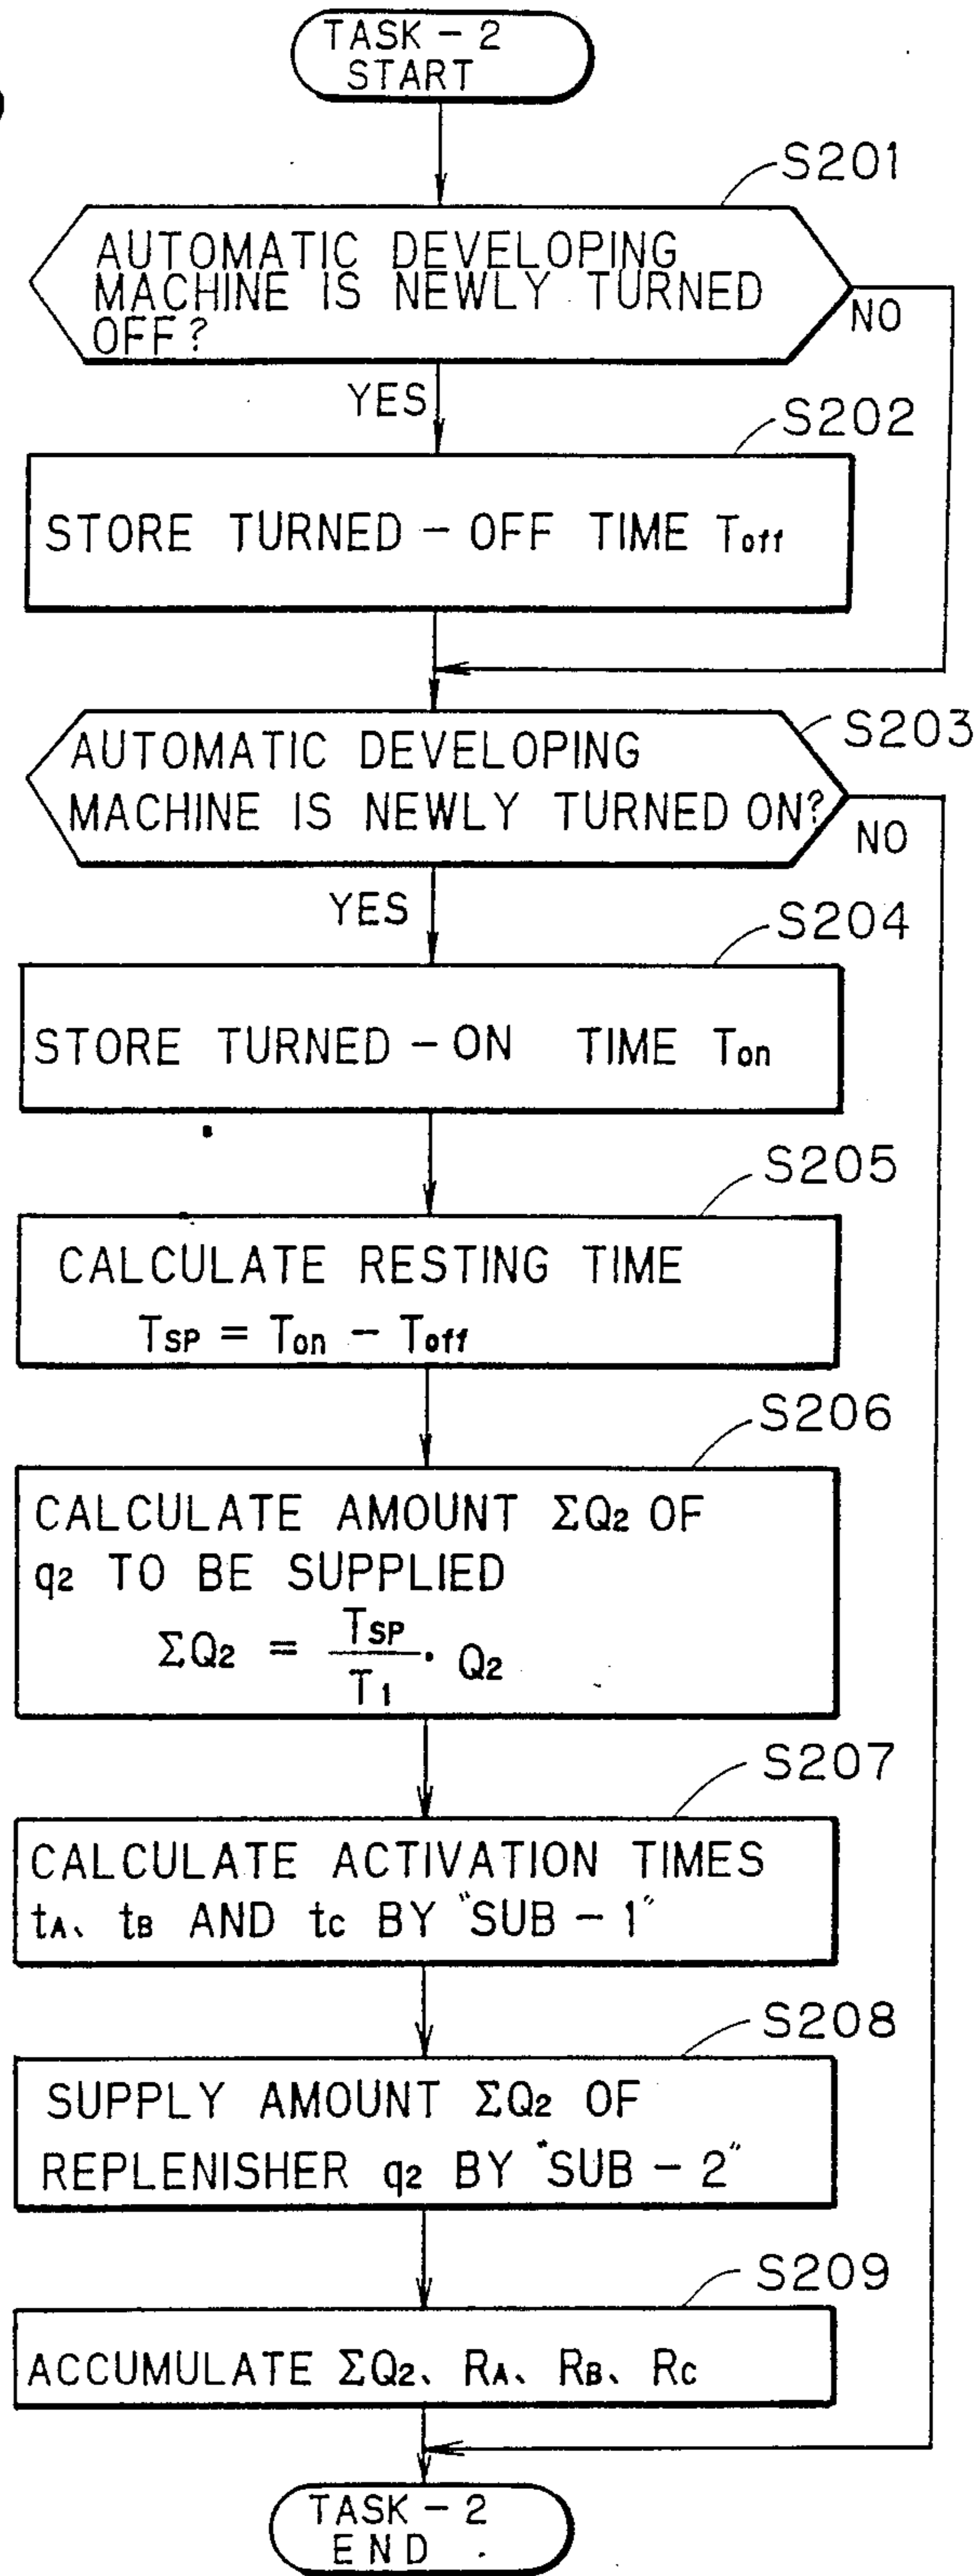 TASK - 2
START
S201
AUTOMATIC DEVELOPING
MACHINE IS NEWLY TURNED
OFF?
NO
YES
S202
STORE TURNED - OFF TIME Toff
S203
AUTOMATIC DEVELOPING
MACHINE IS NEWLY TURNED ON?
NO
YES
S204
STORE TURNED - ON TIME Ton
S205
CALCULATE RESTING TIME
TSP = Ton - Toff
S206
CALCULATE AMOUNT ΣQ2 OF
q2 TO BE SUPPLIED
ΣQ2 = TSP/T1 · Q2
S207
CALCULATE ACTIVATION TIMES
tA、 tB AND tC BY "SUB - 1"
S208
SUPPLY AMOUNT ΣQ2 OF
REPLENISHER q2 BY "SUB - 2"
S209
ACCUMULATE ΣQ2、 RA、 RB、 RC
TASK - 2
END